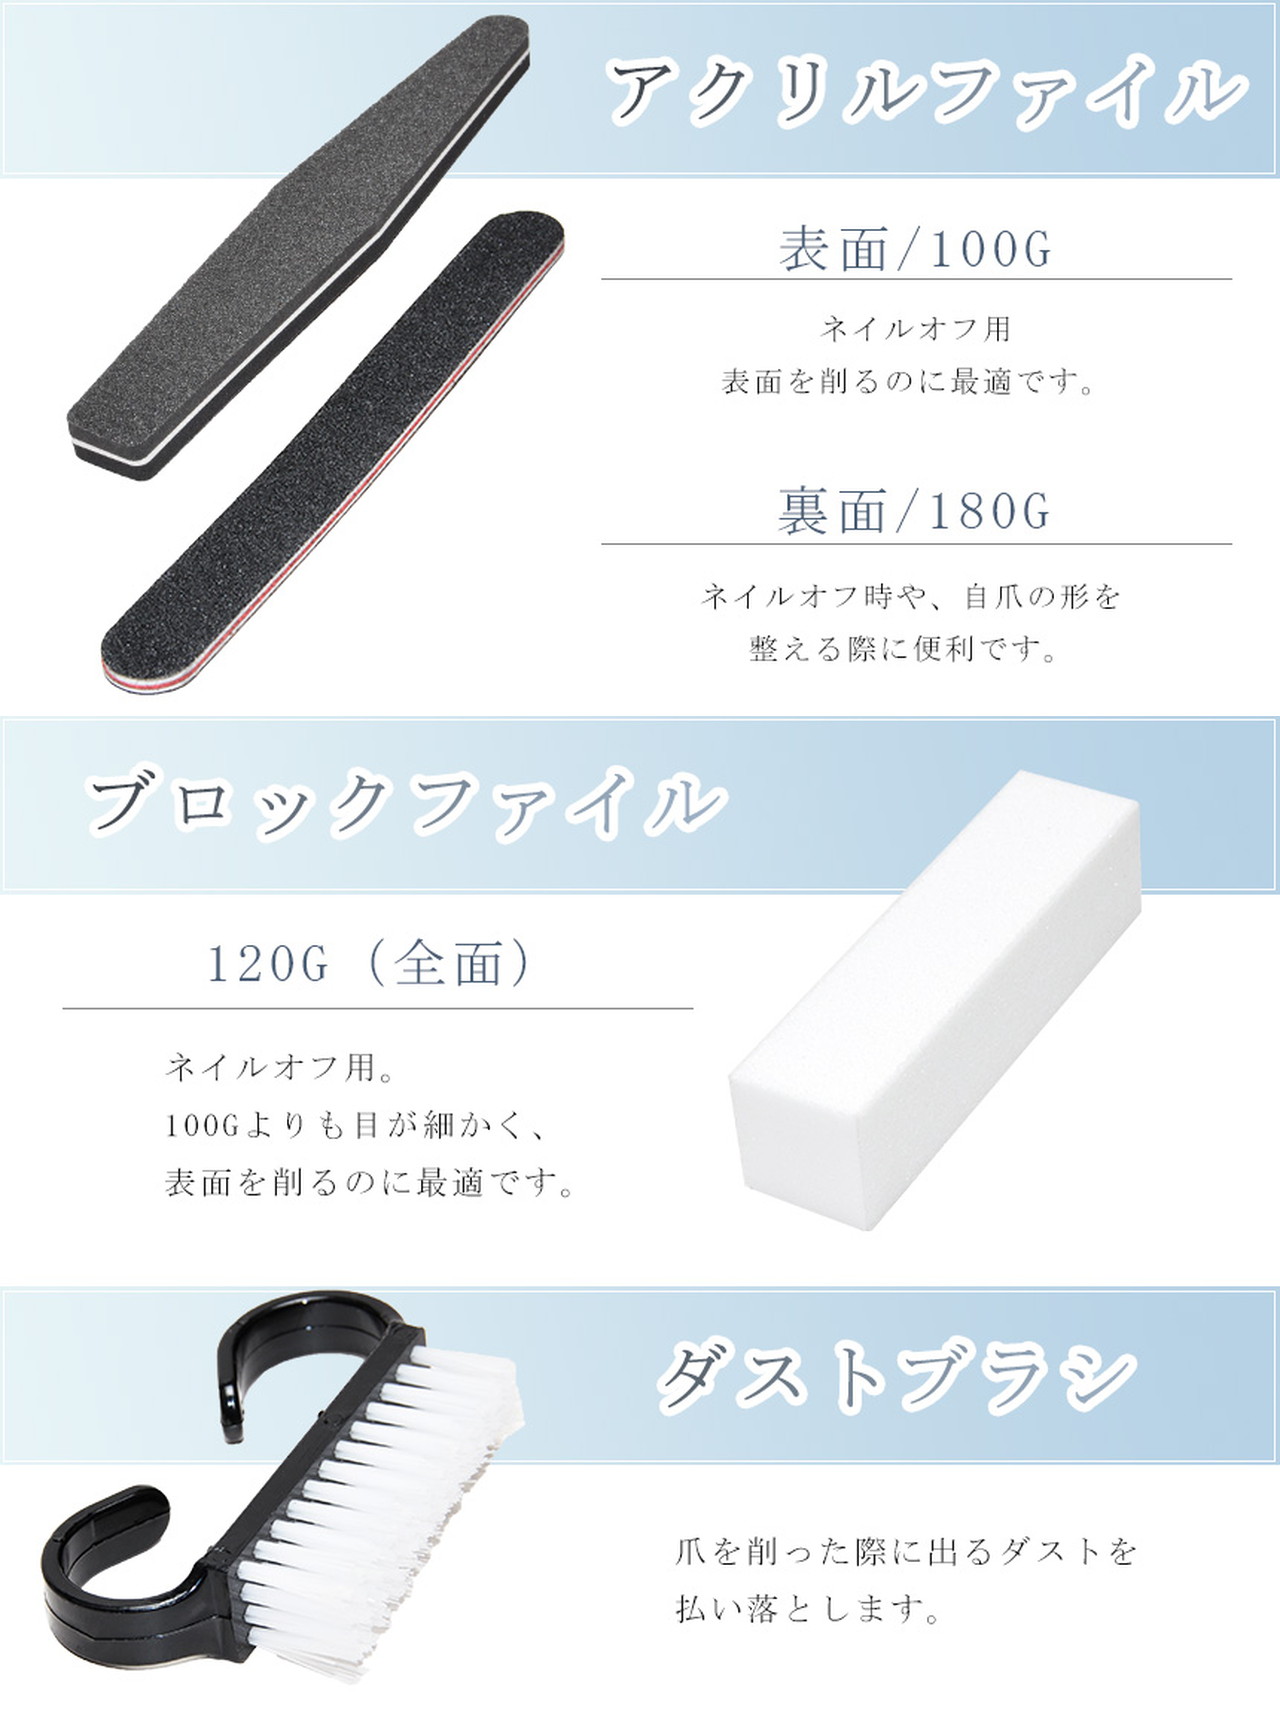 アクリルファイル
表面/100G
ネイルオフ用
表面を削るのに最適です。
裏面/180G
ネイルオフ時や、自爪の形を
整える際に便利です。
ブロックファイル
120G（全面）
ネイルオフ用。
100Gよりも目が細かく、
表面を削るのに最適です。
ダストブラシ
爪を削った際に出るダストを
払い落とします。